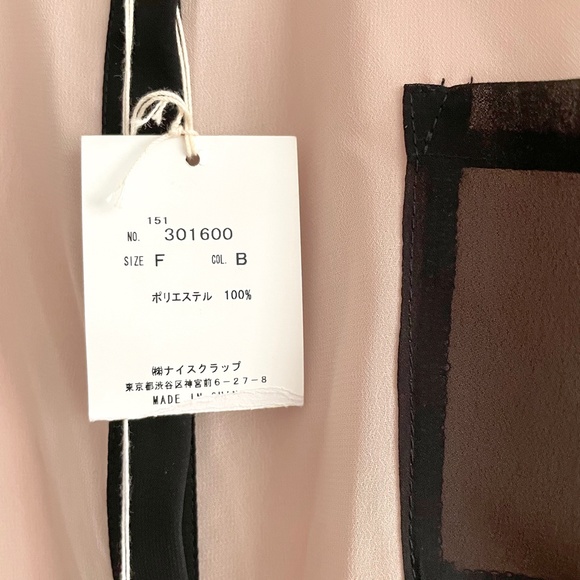 151
NO. 301600
SIZE F COL. B
ポリエステル 100%
㈱ナイスクラップ
東京都渋谷区神宮前6-27-8
MADE IN